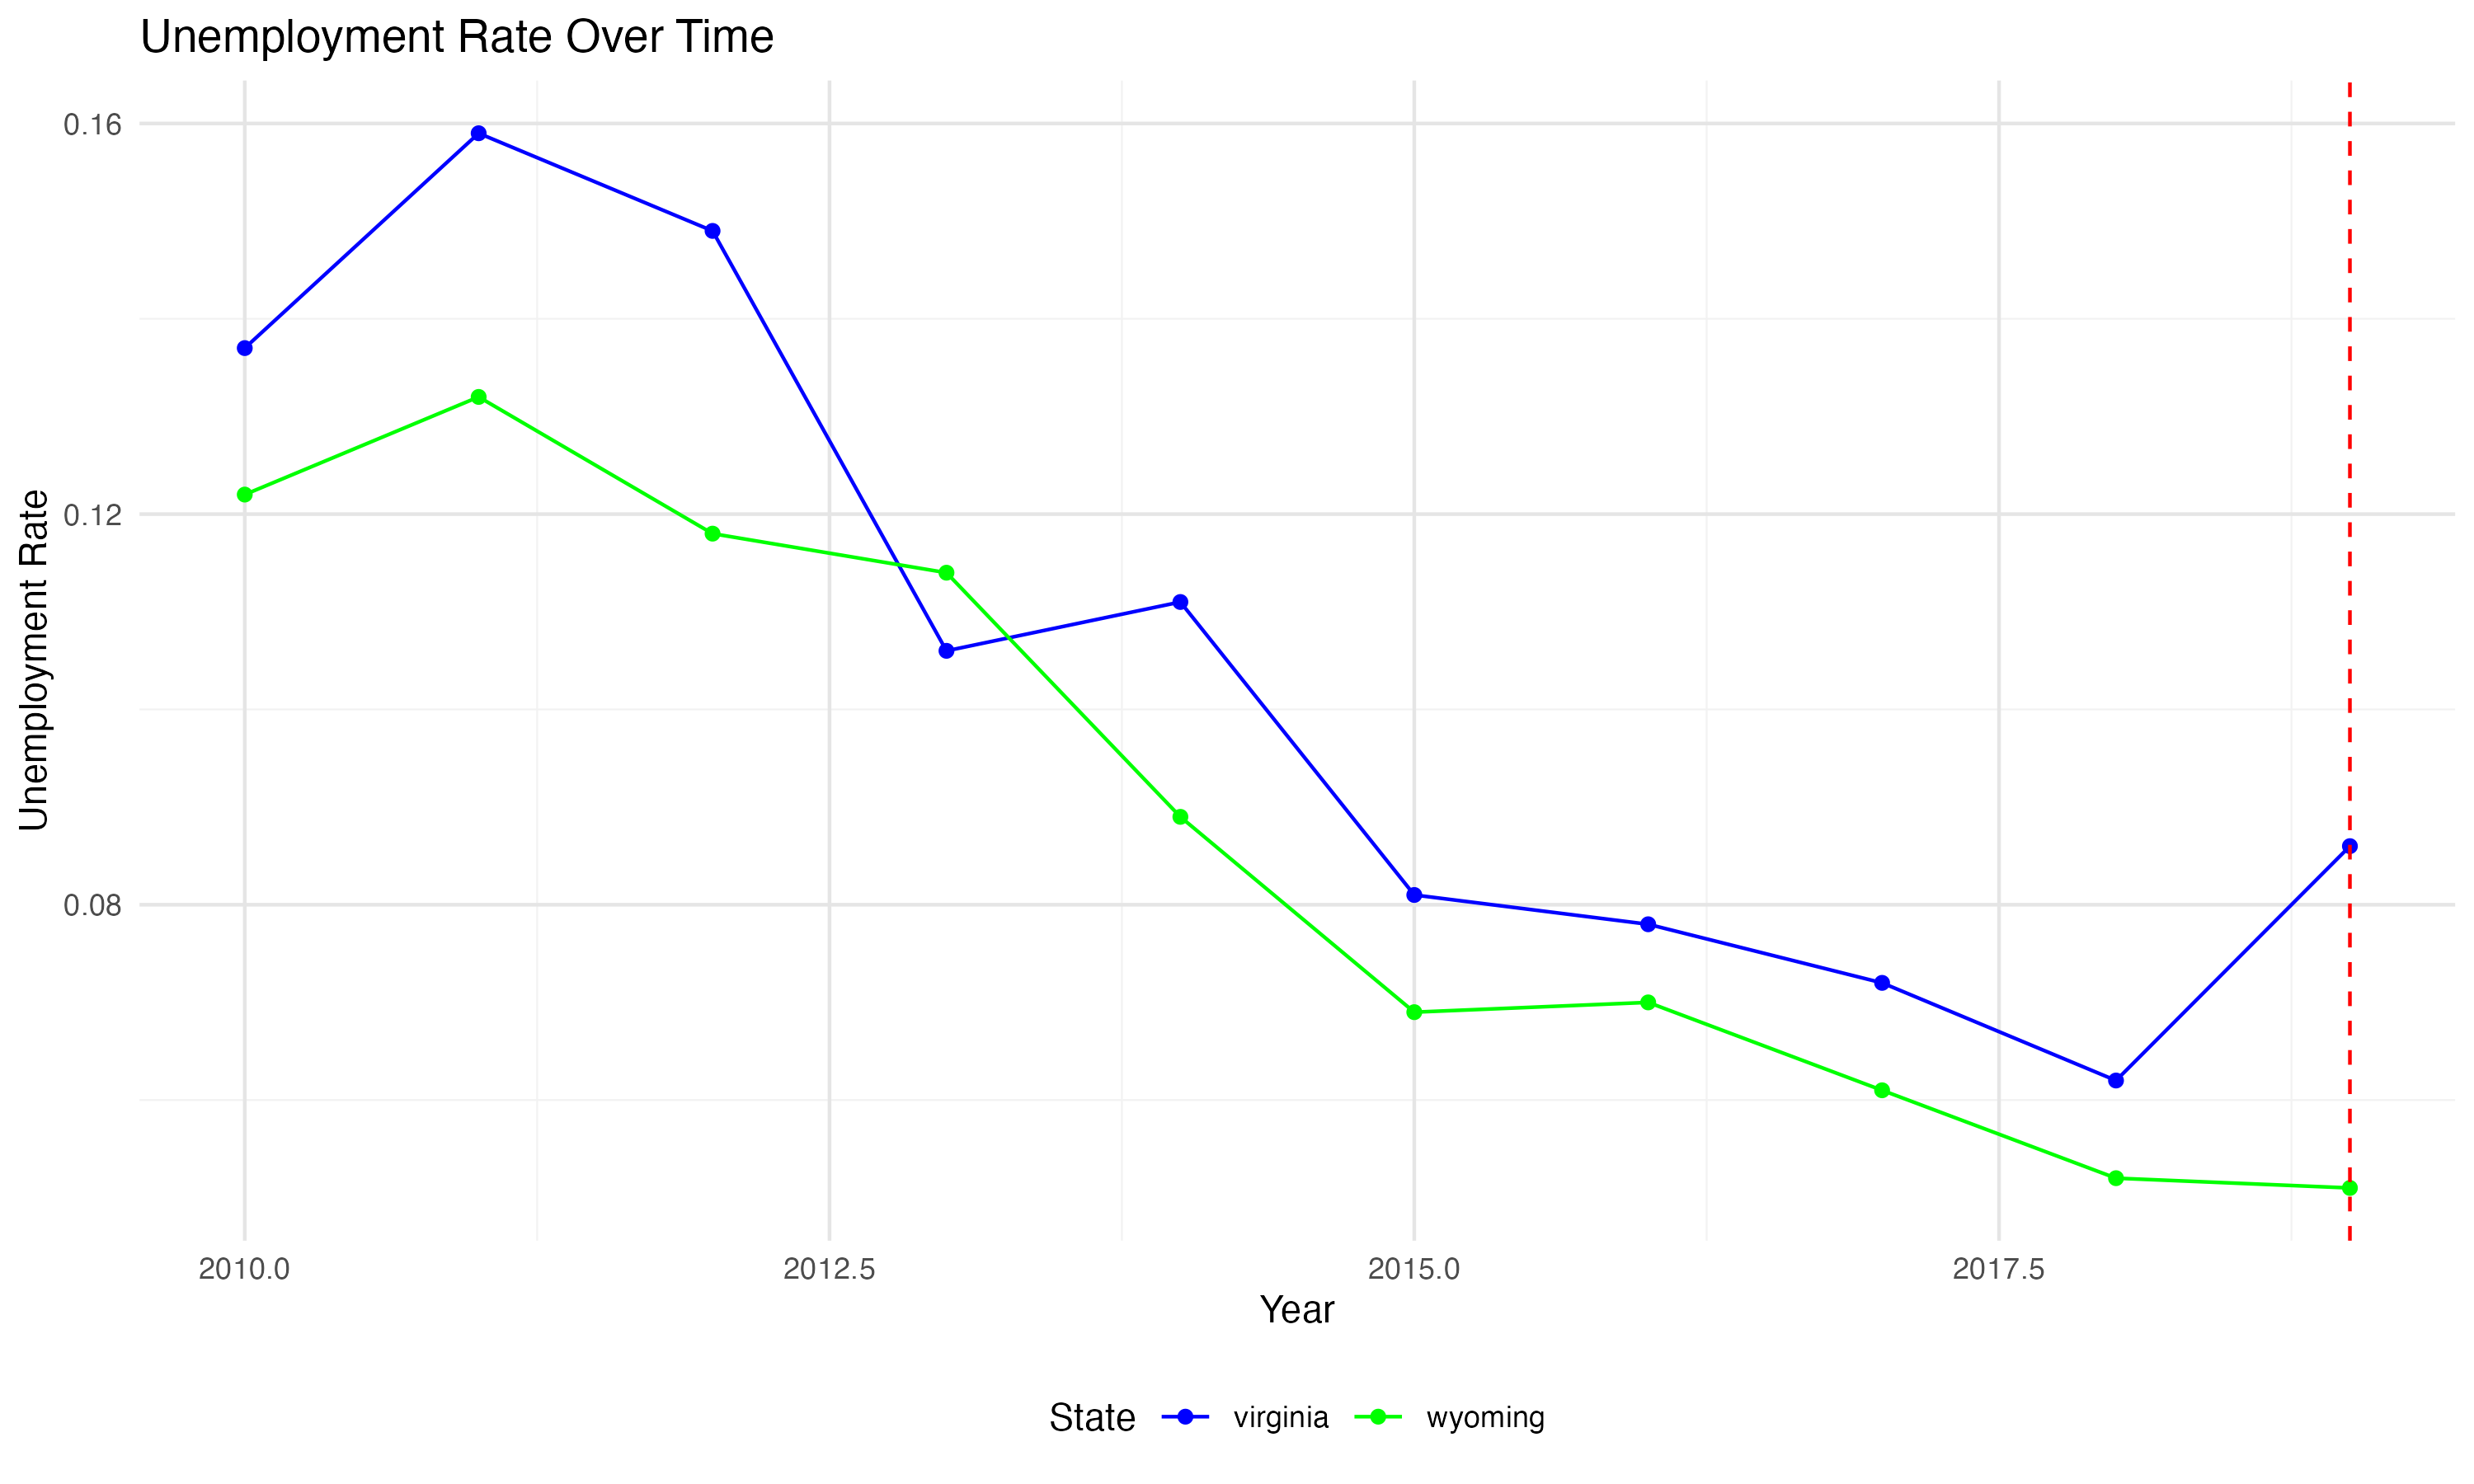 Unemployment Rate Over Time
Unemployment Rate
0.16
0.12
0.08
2010.0 2012.5 2015.0 2017.5
Year
State virginia wyoming